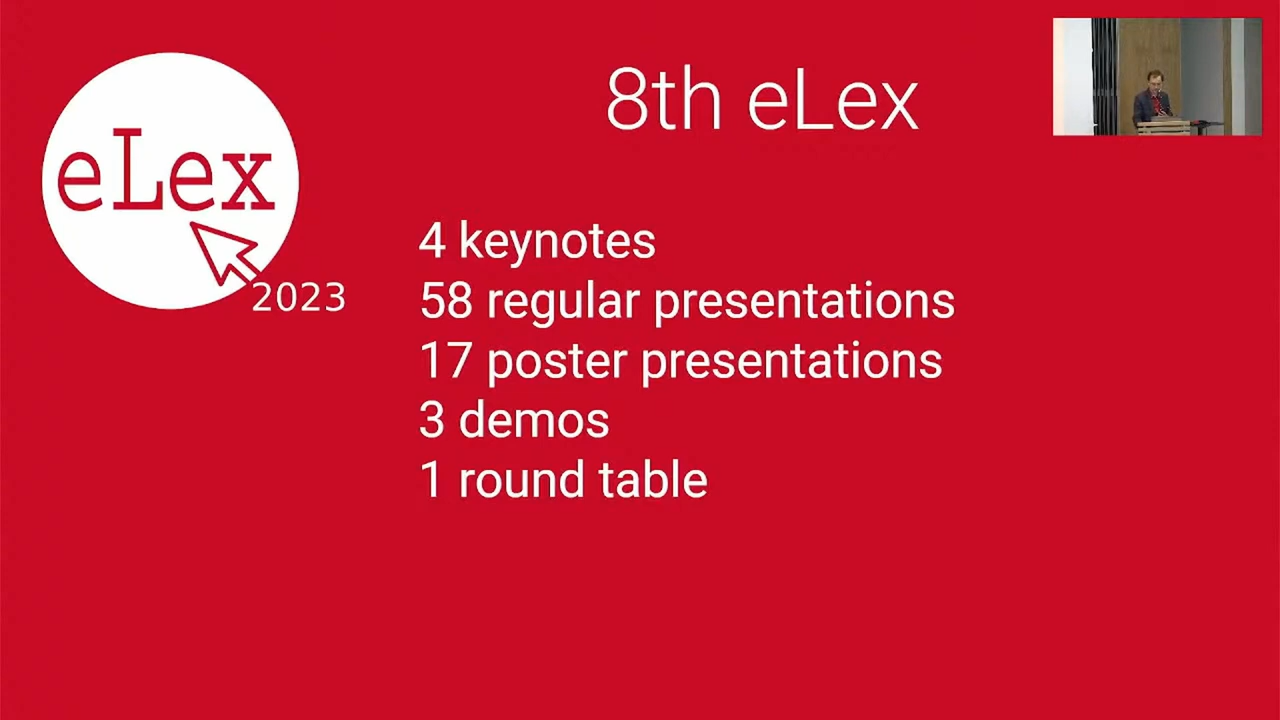 eLex
2023
8th eLex
4 keynotes
58 regular presentations
17 poster presentations
3 demos
1 round table